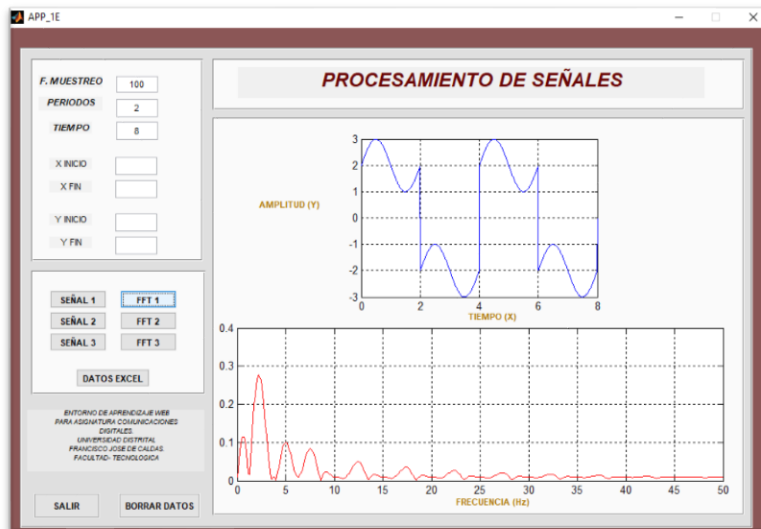 APP_1E
F. MUESTREO 100
PERIODOS 2
TIEMPO 8
X INICIO
X FIN
Y INICIO
Y FIN
SEÑAL 1 FFT 1
SEÑAL 2 FFT 2
SEÑAL 3 FFT 3
DATOS EXCEL
ENTORNO DE APRENDIZAJE WEB
PARA ASIGNATURA COMUNICACIONES
DIGITALES.
UNIVERSIDAD DISTRITAL
FRANCISCO JOSE DE CALDAS.
FACULTAD- TECNOLOGICA
SALIR BORRAR DATOS
PROCESAMIENTO DE SEÑALES
AMPLITUD (Y)
3
2
1
0
-1
-2
-3
0 2 4 6 8
TIEMPO (X)
0.4
0.3
0.2
0.1
0
0 5 10 15 20 25 30 35 40 45 50
FRECUENCIA (Hz)